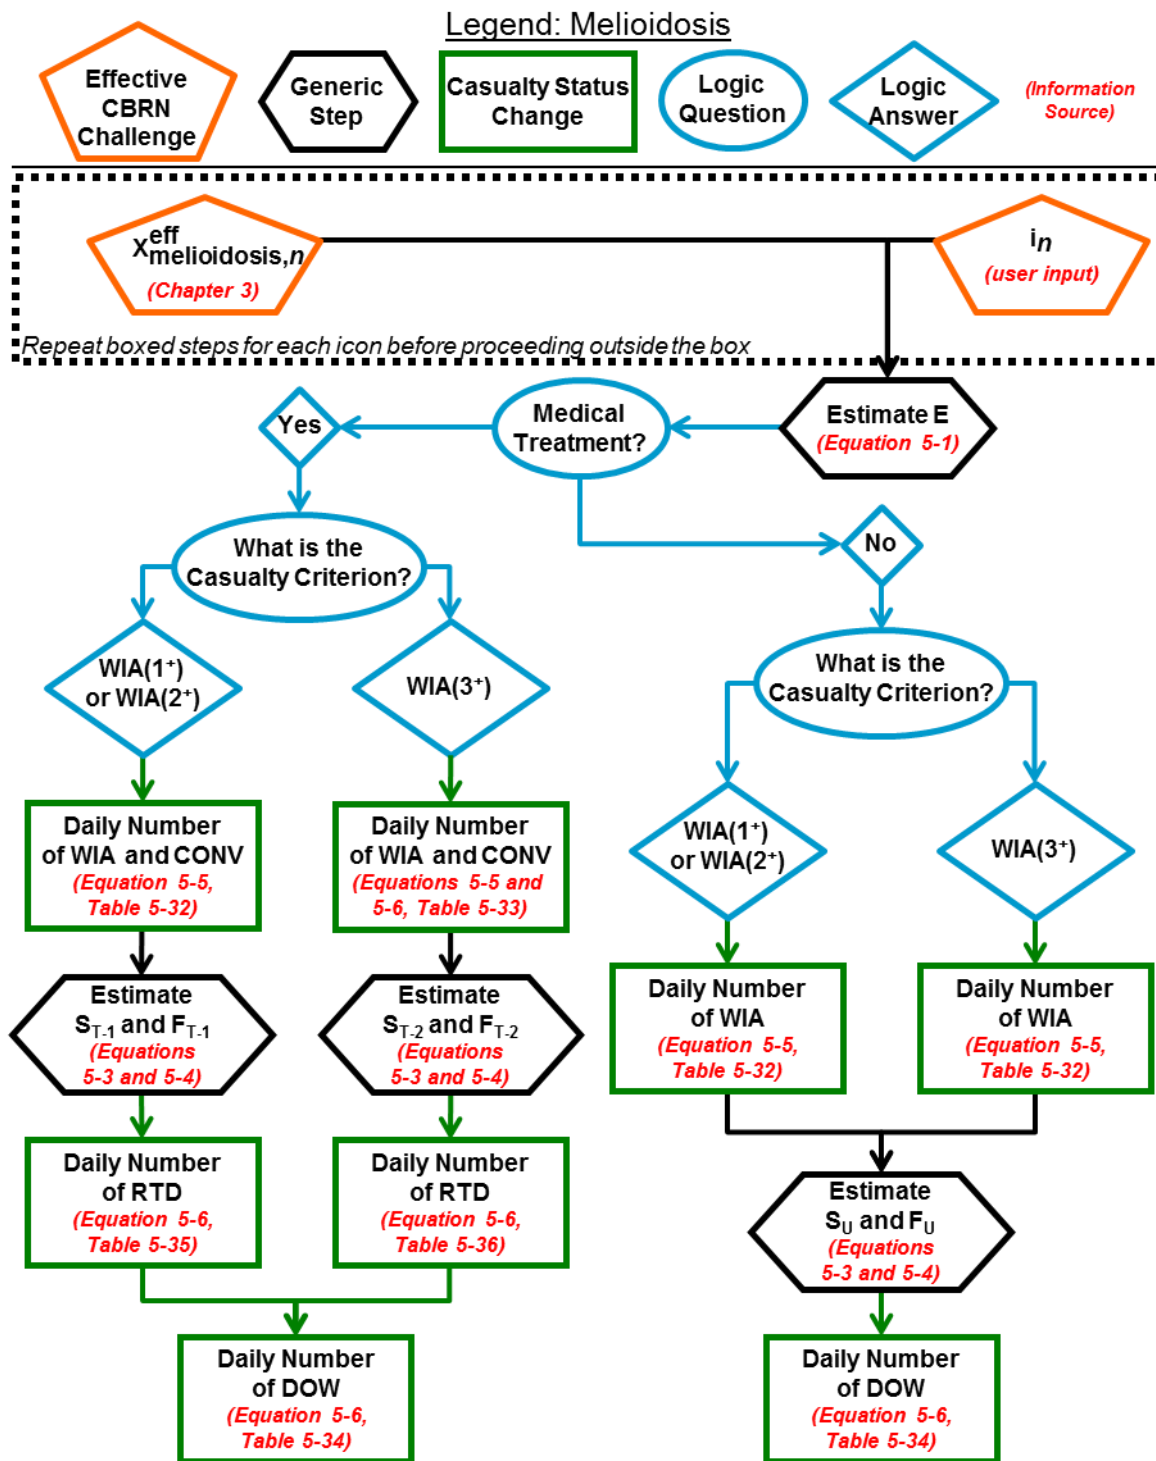 Legend: Melioidosis
Effective
CBRN
Challenge
Generic
Step
Casualty Status
Change
Logic
Question
Logic
Answer
(Information
Source)
X^eff_melioidosis,n
(Chapter 3)
i_n
(user input)
Repeat boxed steps for each icon before proceeding outside the box
Yes
Medical
Treatment?
Estimate E
(Equation 5-1)
No
What is the
Casualty Criterion?
WIA(1⁺)
or WIA(2⁺)
WIA(3⁺)
What is the
Casualty Criterion?
WIA(1⁺)
or WIA(2⁺)
WIA(3⁺)
Daily Number
of WIA and CONV
(Equation 5-5,
Table 5-32)
Daily Number
of WIA and CONV
(Equations 5-5 and
5-6, Table 5-33)
Daily Number
of WIA
(Equation 5-5,
Table 5-32)
Daily Number
of WIA
(Equation 5-5,
Table 5-32)
Estimate
S_T-1 and F_T-1
(Equations
5-3 and 5-4)
Estimate
S_T-2 and F_T-2
(Equations
5-3 and 5-4)
Daily Number
of RTD
(Equation 5-6,
Table 5-35)
Daily Number
of RTD
(Equation 5-6,
Table 5-36)
Estimate
S_U and F_U
(Equations
5-3 and 5-4)
Daily Number
of DOW
(Equation 5-6,
Table 5-34)
Daily Number
of DOW
(Equation 5-6,
Table 5-34)